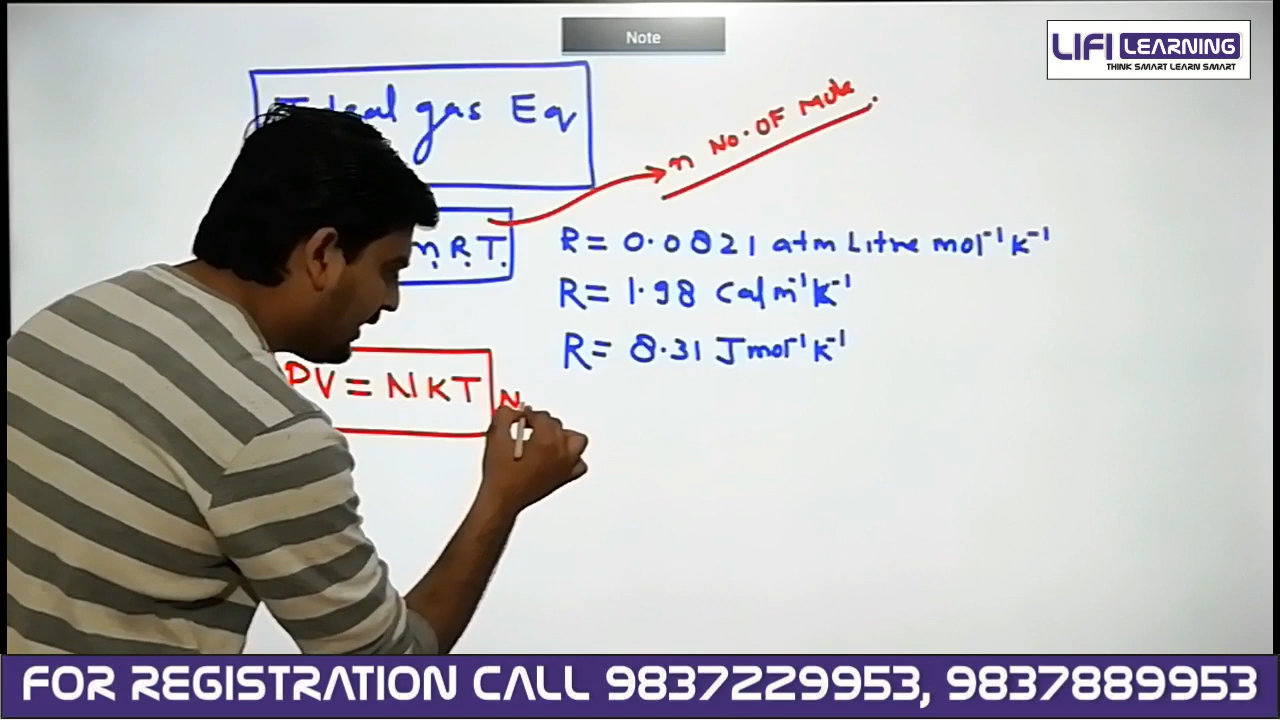 Note
LIFI LEARNING
THINK SMART LEARN SMART
gas Eq
n No. OF Mole.
n R T.
R = 0.0821 atm Litre mol⁻¹ k⁻¹
R = 1.98 Cal m⁻¹ k⁻¹
R = 8.31 J mol⁻¹ k⁻¹
PV = NKT
N
FOR REGISTRATION CALL 9837229953, 9837889953